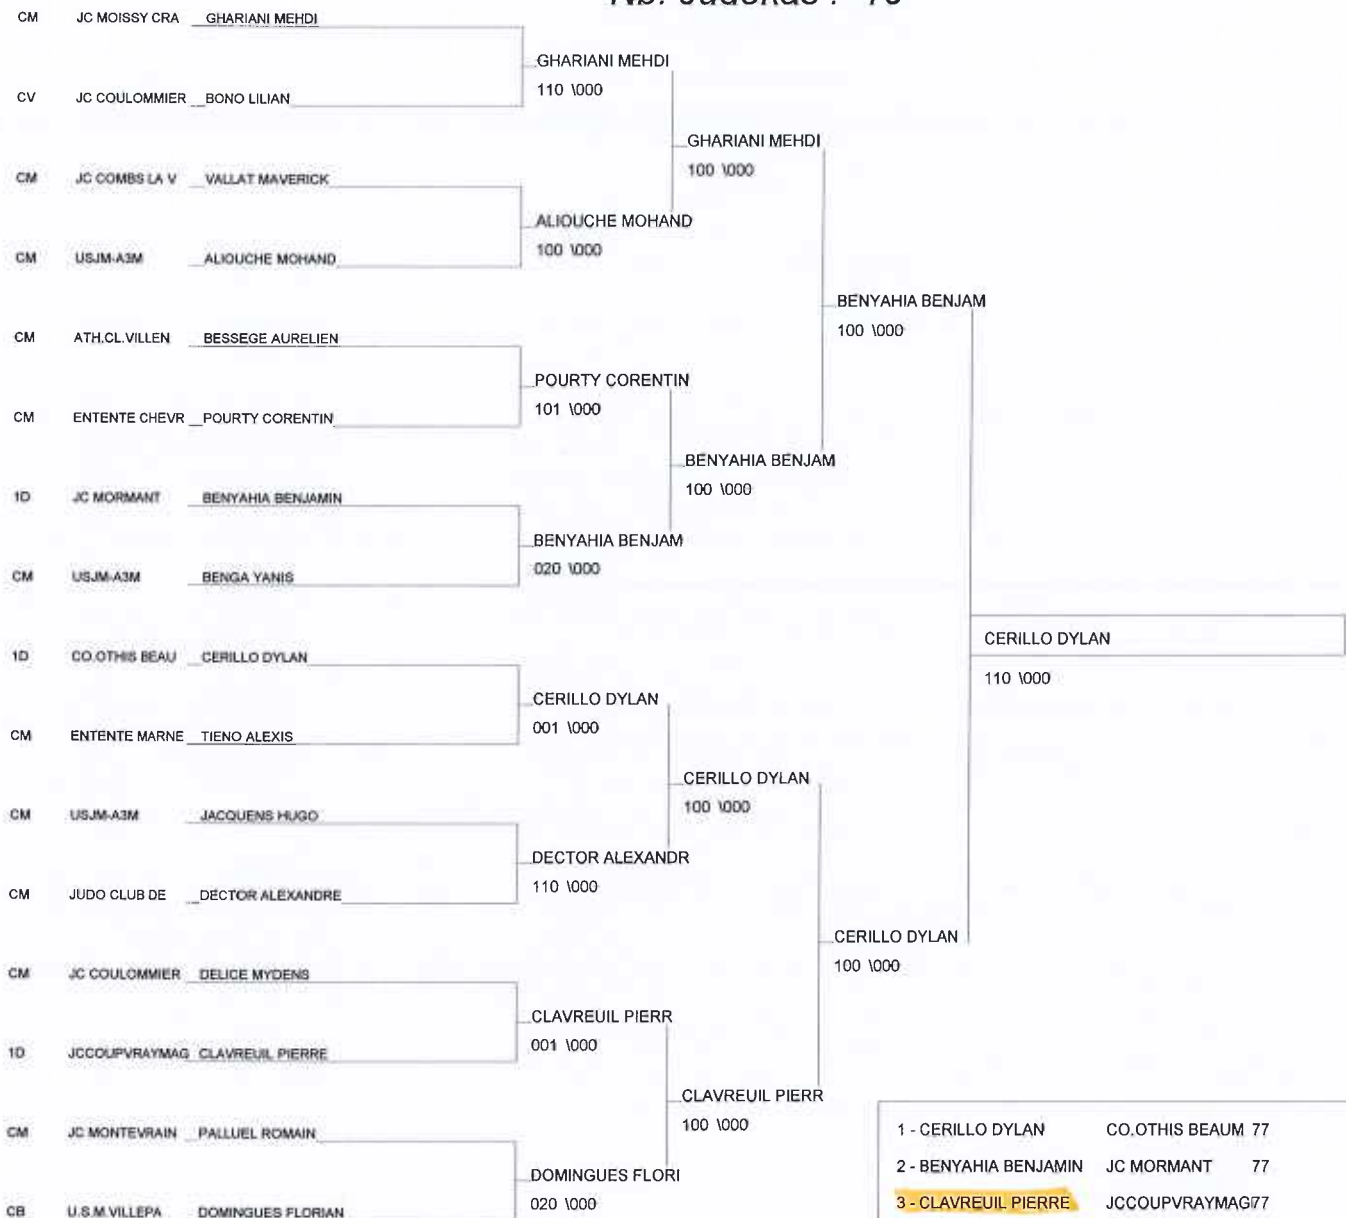 CM JC MOISSY CRA GHARIANI MEHDI
GHARIANI MEHDI
110 \000
CV JC COULOMMIER BONO LILIAN
GHARIANI MEHDI
100 \000
CM JC COMBS LA V VALLAT MAVERICK
ALIOUCHE MOHAND
100 \000
CM USJM-A3M ALIOUCHE MOHAND
BENYAHIA BENJAM
100 \000
CM ATH.CL.VILLEN BESSEGE AURELIEN
POURTY CORENTIN
101 \000
CM ENTENTE CHEVR POURTY CORENTIN
BENYAHIA BENJAM
100 \000
1D JC MORMANT BENYAHIA BENJAMIN
BENYAHIA BENJAM
020 \000
CM USJM-A3M BENGA YANIS
CERILLO DYLAN
110 \000
1D CO.OTHIS BEAU CERILLO DYLAN
CERILLO DYLAN
001 \000
CM ENTENTE MARNE TIENO ALEXIS
CERILLO DYLAN
100 \000
CM USJM-A3M JACQUENS HUGO
DECTOR ALEXANDR
110 \000
CM JUDO CLUB DE DECTOR ALEXANDRE
CERILLO DYLAN
100 \000
CM JC COULOMMIER DELICE MYDENS
CLAVREUIL PIERR
001 \000
1D JCCOUPVRAYMAG CLAVREUIL PIERRE
CLAVREUIL PIERR
100 \000
CM JC MONTEVRAIN PALLUEL ROMAIN
DOMINGUES FLORI
020 \000
CB U.S.M.VILLEPA DOMINGUES FLORIAN
1 - CERILLO DYLAN CO.OTHIS BEAUM 77
2 - BENYAHIA BENJAMIN JC MORMANT 77
3 - CLAVREUIL PIERRE JCCOUPVRAYMAG 77